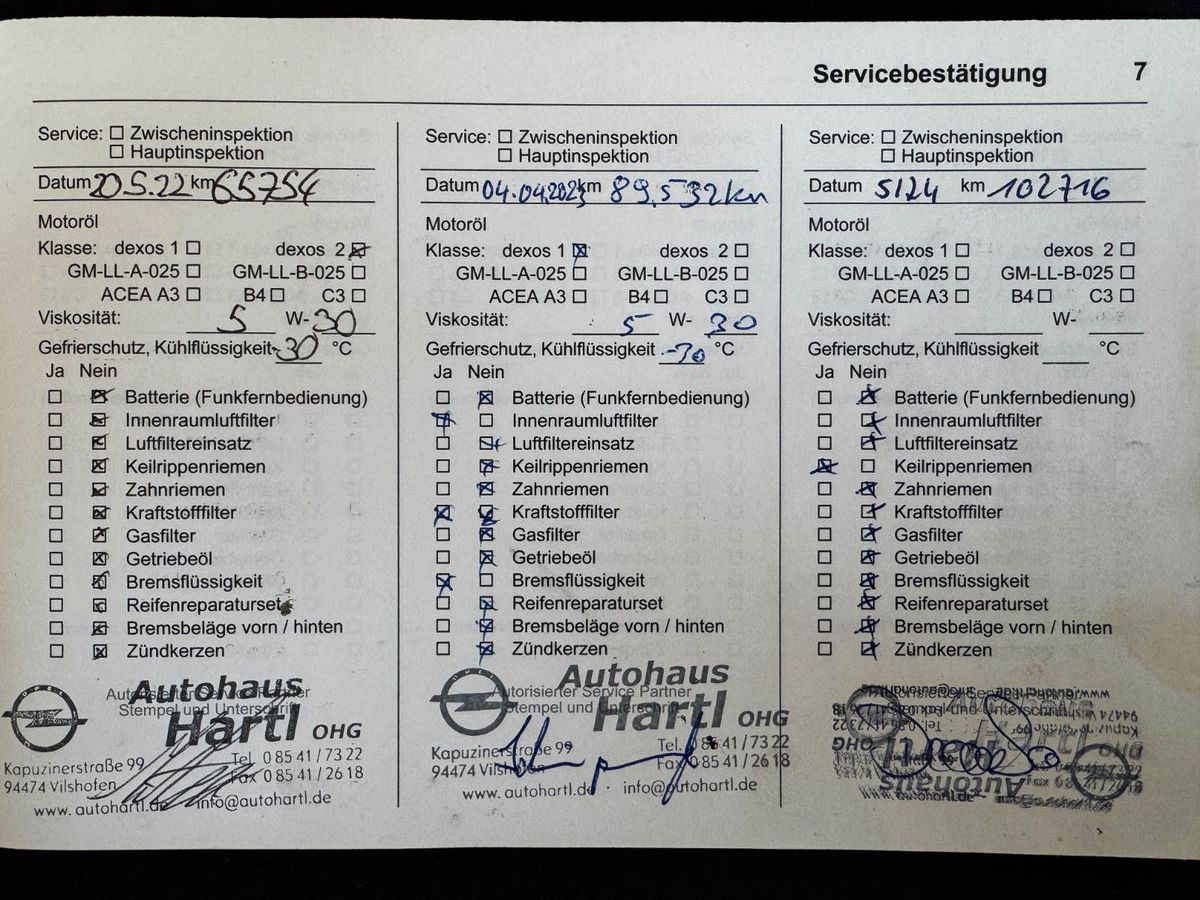 Servicebestätigung 7
Service: Zwischeninspektion
Hauptinspektion
Datum 20.5.22 km 65754
Motoröl
Klasse: dexos 1 dexos 2
GM-LL-A-025 GM-LL-B-025
ACEA A3 B4 C3
Viskosität: 5 W-30
Gefrierschutz, Kühlflüssigkeit -30 °C
Ja Nein
Batterie (Funkfernbedienung)
Innenraumluftfilter
Luftfiltereinsatz
Keilrippenriemen
Zahnriemen
Kraftstofffilter
Gasfilter
Getriebeöl
Bremsflüssigkeit
Reifenreparaturset
Bremsbeläge vorn / hinten
Zündkerzen
Autorisierter Service Partner
Stempel und Unterschrift
Autohaus
Hartl OHG
Kapuzinerstraße 99 Tel. 0 85 41 / 73 22
94474 Vilshofen Fax 0 85 41 / 26 18
www.autohartl.de · info@autohartl.de
Service: Zwischeninspektion
Hauptinspektion
Datum 04.04.2023 km 89.532km
Motoröl
Klasse: dexos 1 dexos 2
GM-LL-A-025 GM-LL-B-025
ACEA A3 B4 C3
Viskosität: 5 W- 30
Gefrierschutz, Kühlflüssigkeit -30 °C
Ja Nein
Batterie (Funkfernbedienung)
Innenraumluftfilter
Luftfiltereinsatz
Keilrippenriemen
Zahnriemen
Kraftstofffilter
Gasfilter
Getriebeöl
Bremsflüssigkeit
Reifenreparaturset
Bremsbeläge vorn / hinten
Zündkerzen
Autorisierter Service Partner
Stempel und Unterschrift
Autohaus
Hartl OHG
Kapuzinerstraße 99 Tel. 0 85 41 / 73 22
94474 Vilshofen Fax 0 85 41 / 26 18
www.autohartl.de · info@autohartl.de
Service: Zwischeninspektion
Hauptinspektion
Datum 5/24 km 102716
Motoröl
Klasse: dexos 1 dexos 2
GM-LL-A-025 GM-LL-B-025
ACEA A3 B4 C3
Viskosität: W-
Gefrierschutz, Kühlflüssigkeit °C
Ja Nein
Batterie (Funkfernbedienung)
Innenraumluftfilter
Luftfiltereinsatz
Keilrippenriemen
Zahnriemen
Kraftstofffilter
Gasfilter
Getriebeöl
Bremsflüssigkeit
Reifenreparaturset
Bremsbeläge vorn / hinten
Zündkerzen
Autohaus